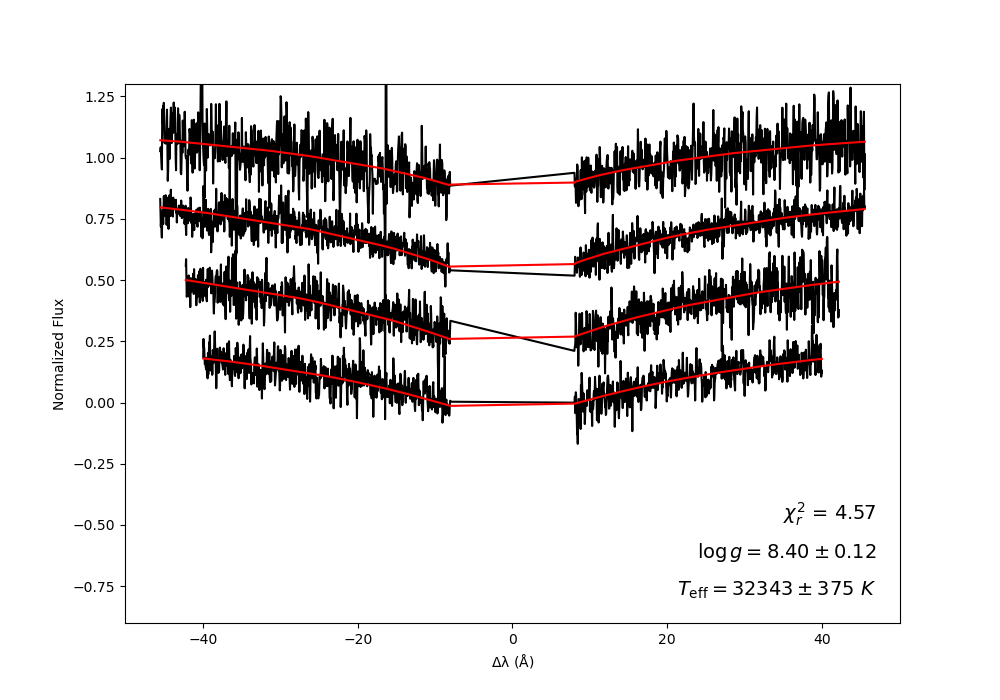 1.25
1.00
0.75
0.50
0.25
0.00
−0.25
−0.50
−0.75
Normalized Flux
χ²ᵣ = 4.57
log g = 8.40 ± 0.12
T_eff = 32343 ± 375 K
−40 −20 0 20 40
Δλ (Å)